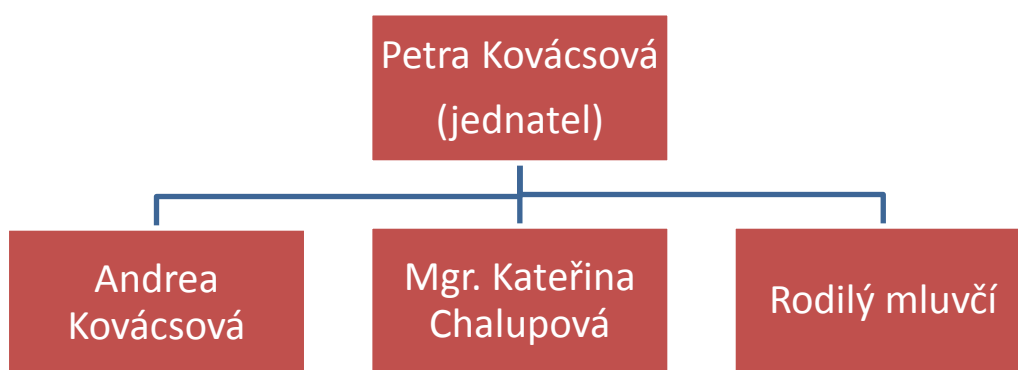 Petra Kovácsová
(jednatel)
Andrea
Kovácsová
Mgr. Kateřina
Chalupová
Rodilý mluvčí